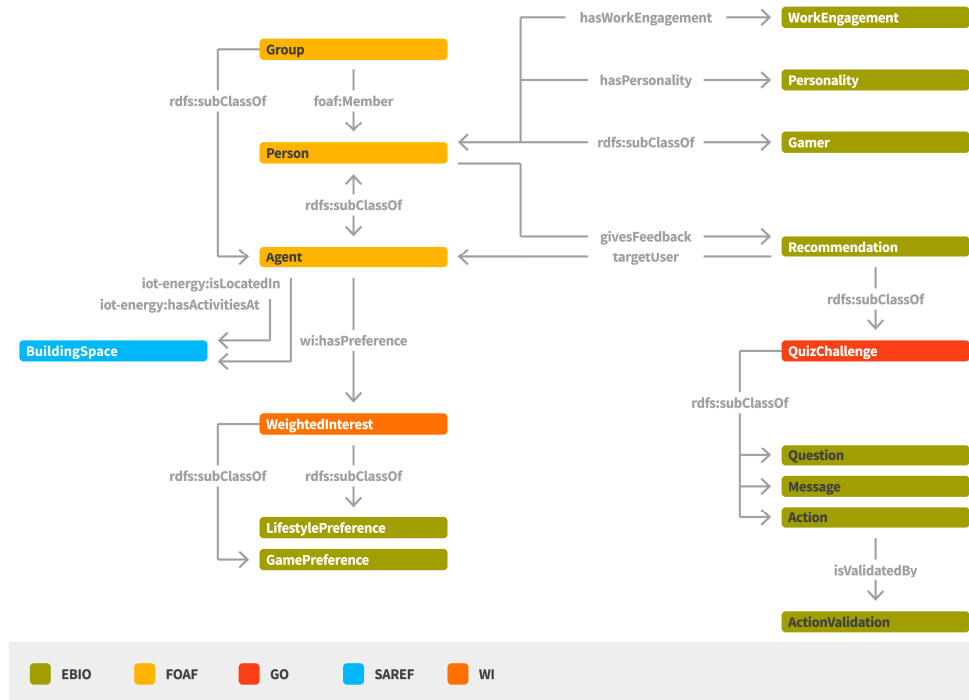 hasWorkEngagement
WorkEngagement
Group
rdfs:subClassOf
foaf:Member
hasPersonality
Personality
Person
rdfs:subClassOf
Gamer
rdfs:subClassOf
givesFeedback
targetUser
Recommendation
Agent
iot-energy:isLocatedIn
iot-energy:hasActivitiesAt
rdfs:subClassOf
BuildingSpace
wi:hasPreference
QuizChallenge
rdfs:subClassOf
WeightedInterest
rdfs:subClassOf
rdfs:subClassOf
Question
Message
Action
LifestylePreference
GamePreference
isValidatedBy
ActionValidation
EBIO
FOAF
GO
SAREF
WI